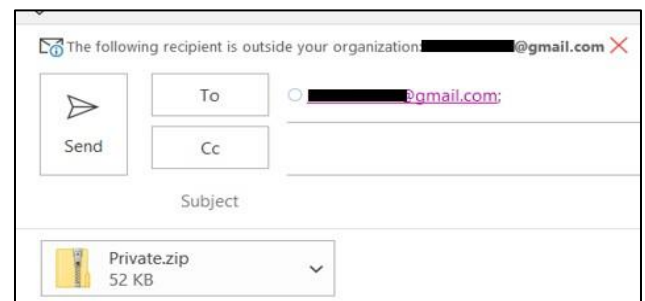 The following recipient is outside your organization: @gmail.com
To
@gmail.com;
Send
Cc
Subject
Private.zip
52 KB